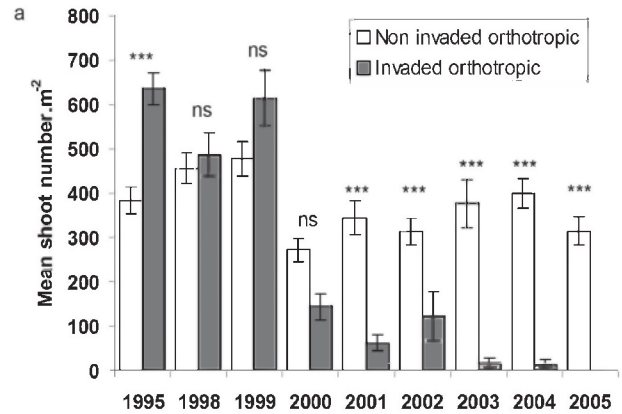 a
800
700
600
500
400
300
200
100
0
Mean shoot number.m-2
Non invaded orthotropic
Invaded orthotropic
***
ns
ns
ns
***
***
***
***
***
1995 1998 1999 2000 2001 2002 2003 2004 2005